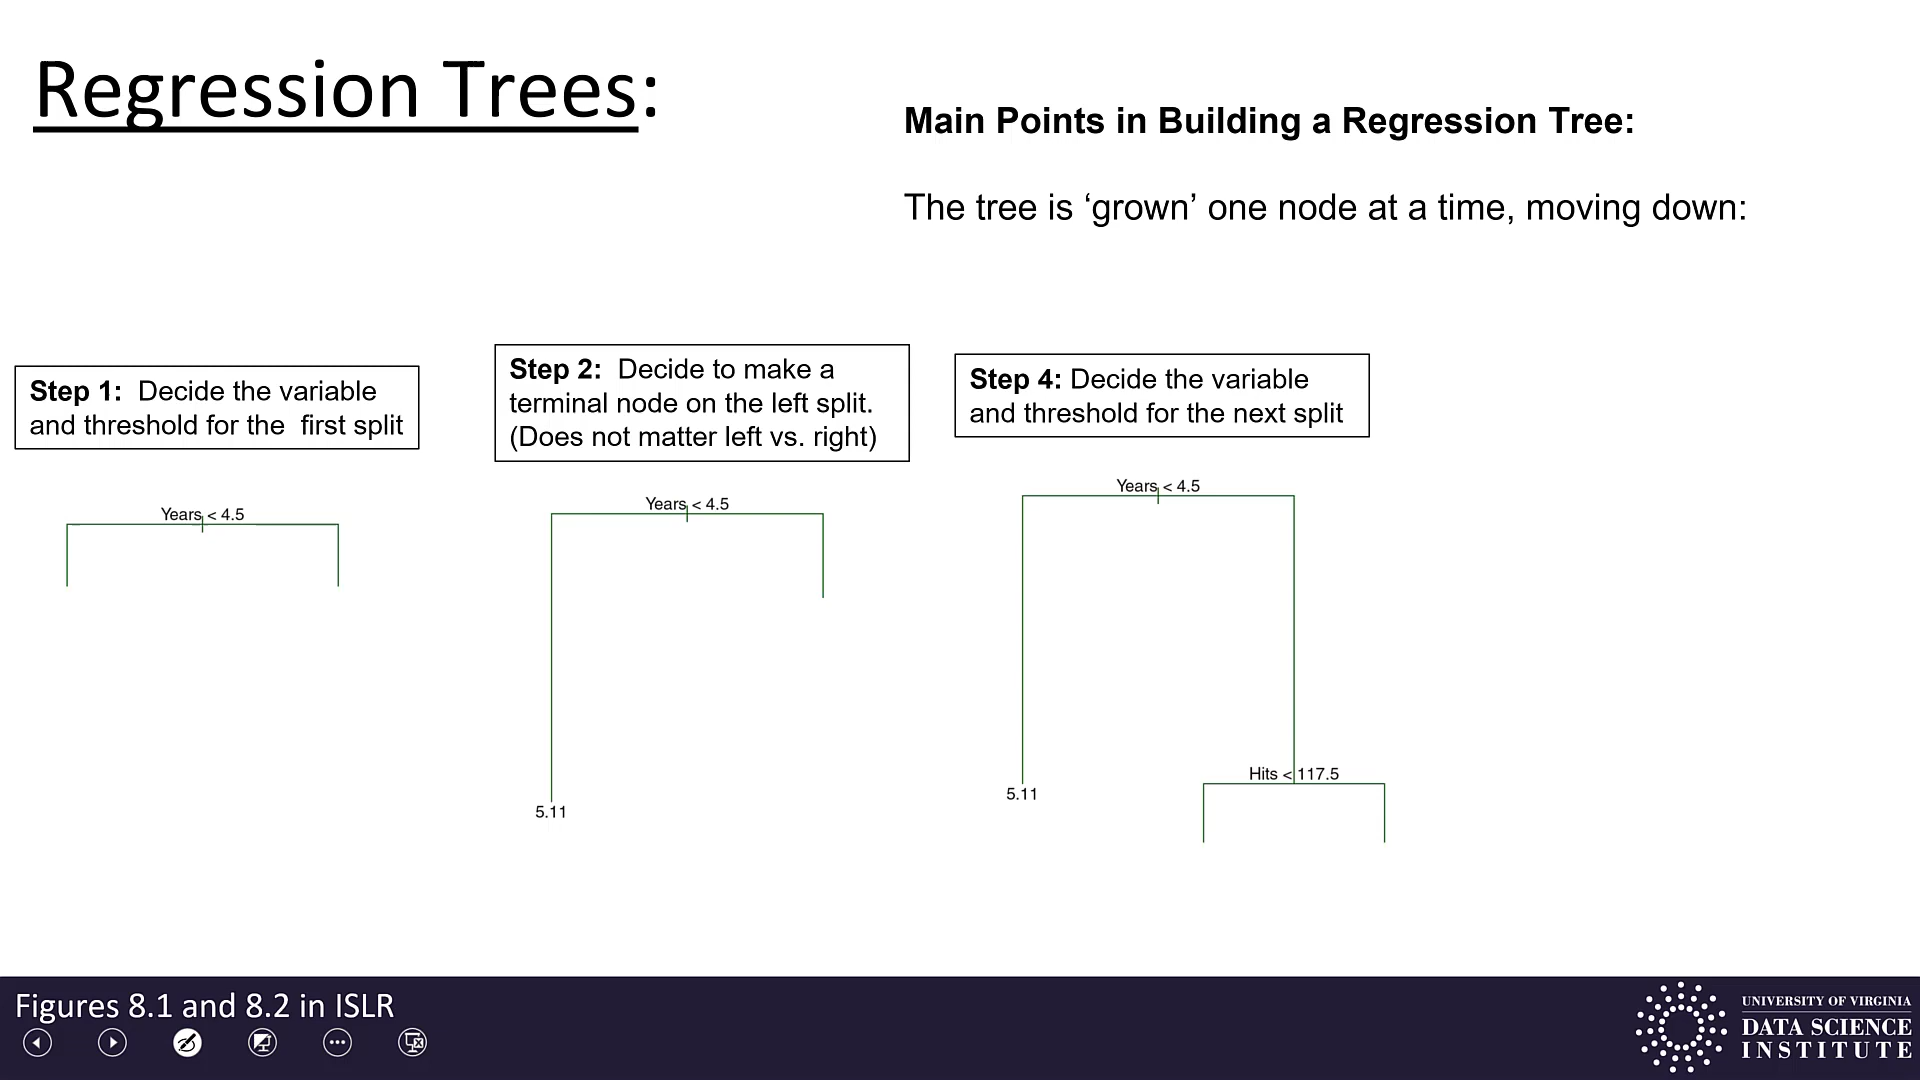 Regression Trees:
Main Points in Building a Regression Tree:
The tree is ‘grown’ one node at a time, moving down:
Step 1:  Decide the variable
and threshold for the  first split
Step 2:  Decide to make a
terminal node on the left split.
(Does not matter left vs. right)
Step 4: Decide the variable
and threshold for the next split
Years < 4.5
Years < 4.5
5.11
Years < 4.5
5.11
Hits < 117.5
Figures 8.1 and 8.2 in ISLR
UNIVERSITY OF VIRGINIA
DATA SCIENCE
INSTITUTE